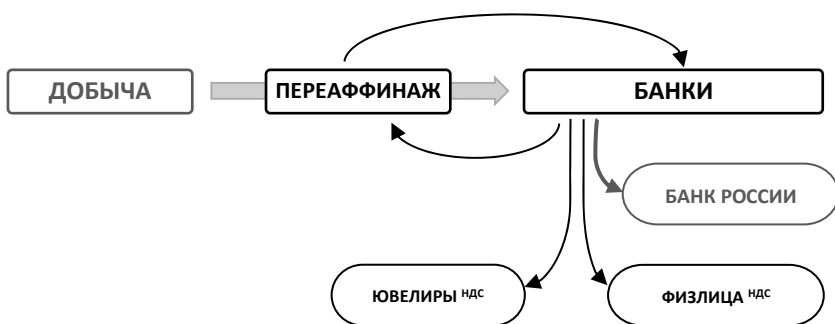 ДОБЫЧА
ПЕРЕАФФИНАЖ
БАНКИ
БАНК РОССИИ
ЮВЕЛИРЫ НДС
ФИЗЛИЦА НДС